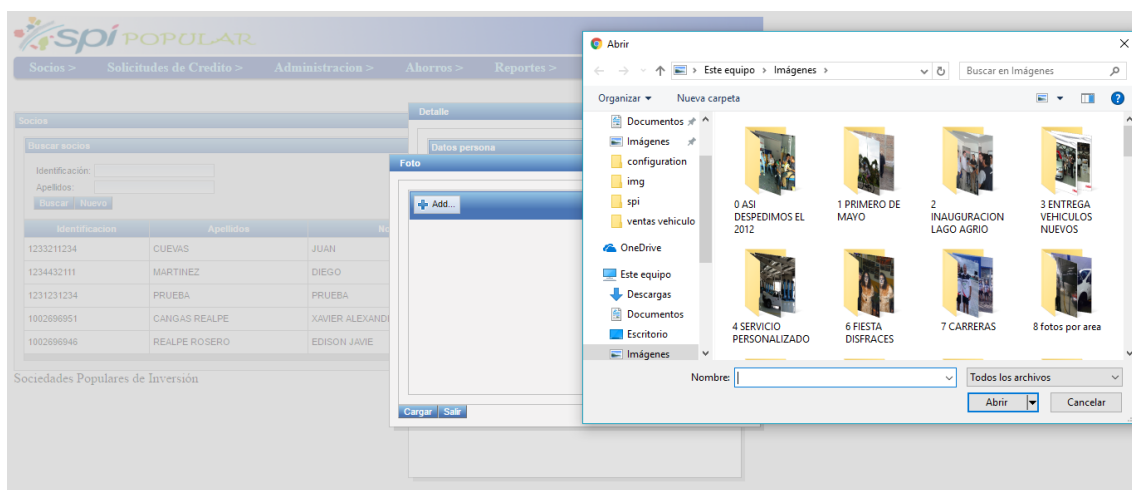 spi POPULAR
Socios > Solicitudes de Credito > Administracion > Ahorros > Reportes >
Socios
Buscar socios
Identificación:
Apellidos:
Buscar Nuevo
Identificacion Apellidos No
1233211234 CUEVAS JUAN
1234432111 MARTINEZ DIEGO
1231231234 PRUEBA PRUEBA
1002696951 CANGAS REALPE XAVIER ALEXAND
1002696946 REALPE ROSERO EDISON JAVIE
Sociedades Populares de Inversión
Detalle
Datos persona
Foto
Add...
Cargar Salir
Abrir
Este equipo > Imágenes >
Buscar en Imágenes
Organizar Nueva carpeta
Documentos
Imágenes
configuration
img
spi
ventas vehiculo
OneDrive
Este equipo
Descargas
Documentos
Escritorio
Imágenes
0 ASI DESPEDIMOS EL 2012
1 PRIMERO DE MAYO
2 INAUGURACION LAGO AGRIO
3 ENTREGA VEHICULOS NUEVOS
4 SERVICIO PERSONALIZADO
6 FIESTA DISFRACES
7 CARRERAS
8 fotos por area
Nombre:
Todos los archivos
Abrir Cancelar